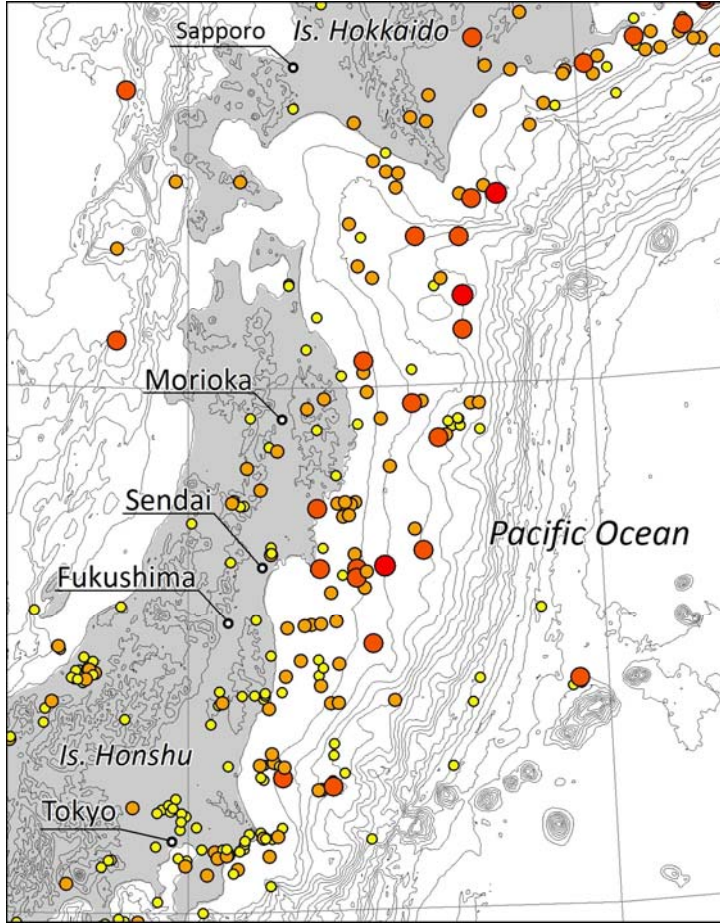 Is. Hokkaido
Sapporo
Morioka
Sendai
Pacific Ocean
Fukushima
Is. Honshu
Tokyo